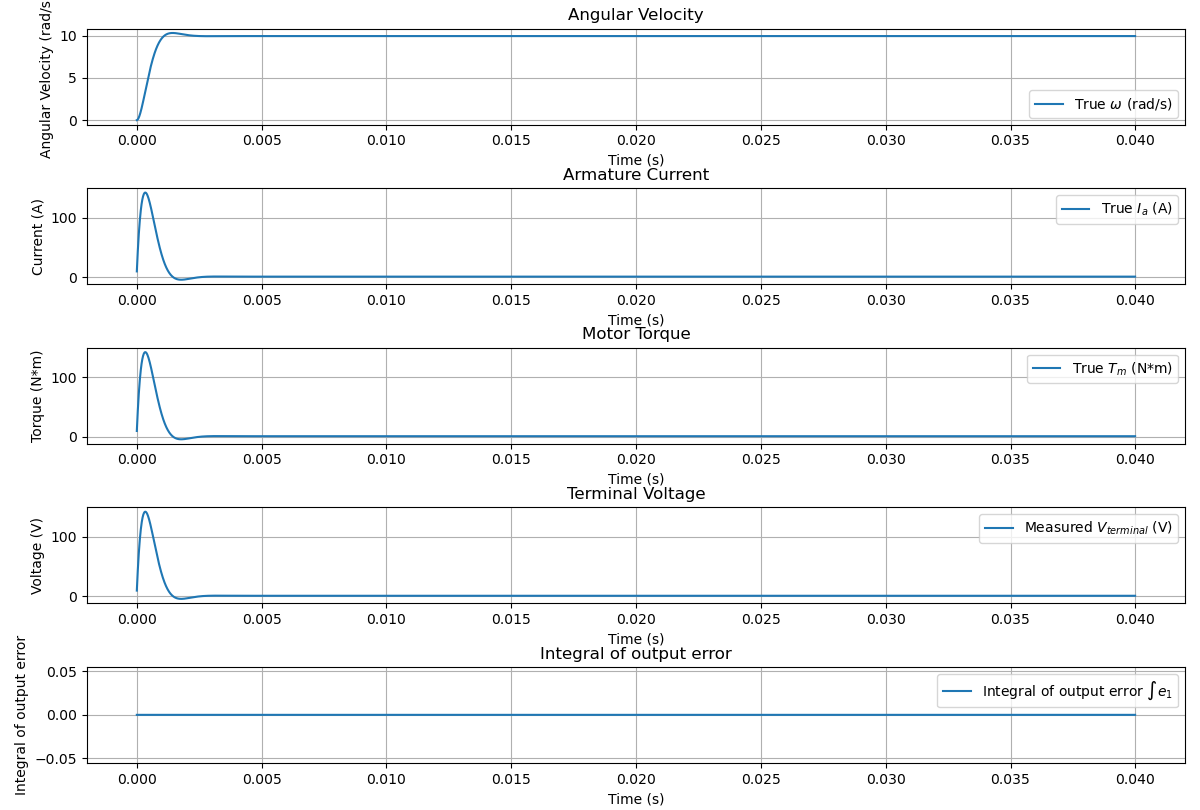 Angular Velocity
Angular Velocity (rad/s
10
5
0
True ω (rad/s)
0.000 0.005 0.010 0.015 0.020 0.025 0.030 0.035 0.040
Time (s)
Armature Current
Current (A)
100
0
True Iₐ (A)
0.000 0.005 0.010 0.015 0.020 0.025 0.030 0.035 0.040
Time (s)
Motor Torque
Torque (N*m)
100
0
True Tₘ (N*m)
0.000 0.005 0.010 0.015 0.020 0.025 0.030 0.035 0.040
Time (s)
Terminal Voltage
Voltage (V)
100
0
Measured V_terminal (V)
0.000 0.005 0.010 0.015 0.020 0.025 0.030 0.035 0.040
Time (s)
Integral of output error
Integral of output error
0.05
0.00
−0.05
Integral of output error ∫e₁
0.000 0.005 0.010 0.015 0.020 0.025 0.030 0.035 0.040
Time (s)